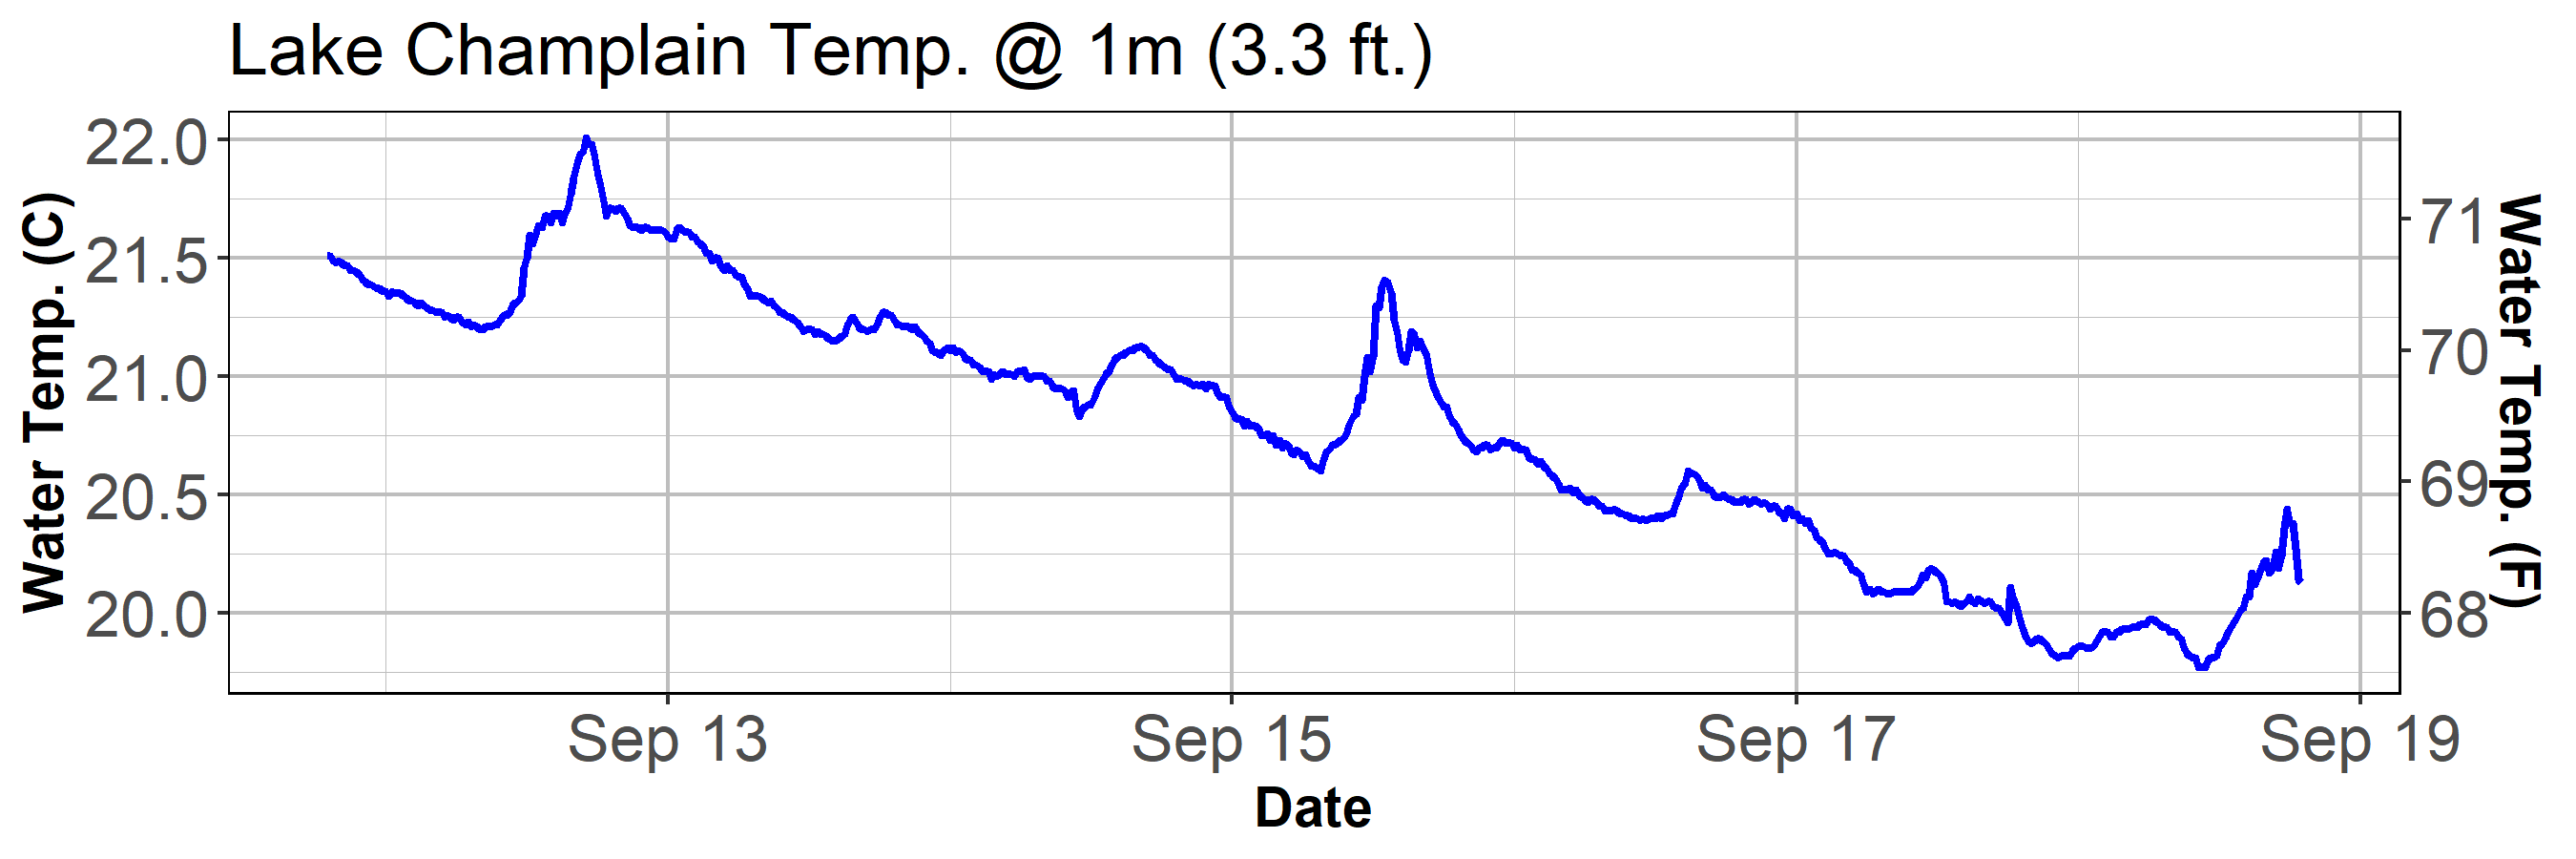 Lake Champlain Temp. @ 1m (3.3 ft.)
Water Temp. (C)
22.0
21.5
21.0
20.5
20.0
71
70
69
68
Water Temp. (F)
Sep 13 Sep 15 Sep 17 Sep 19
Date